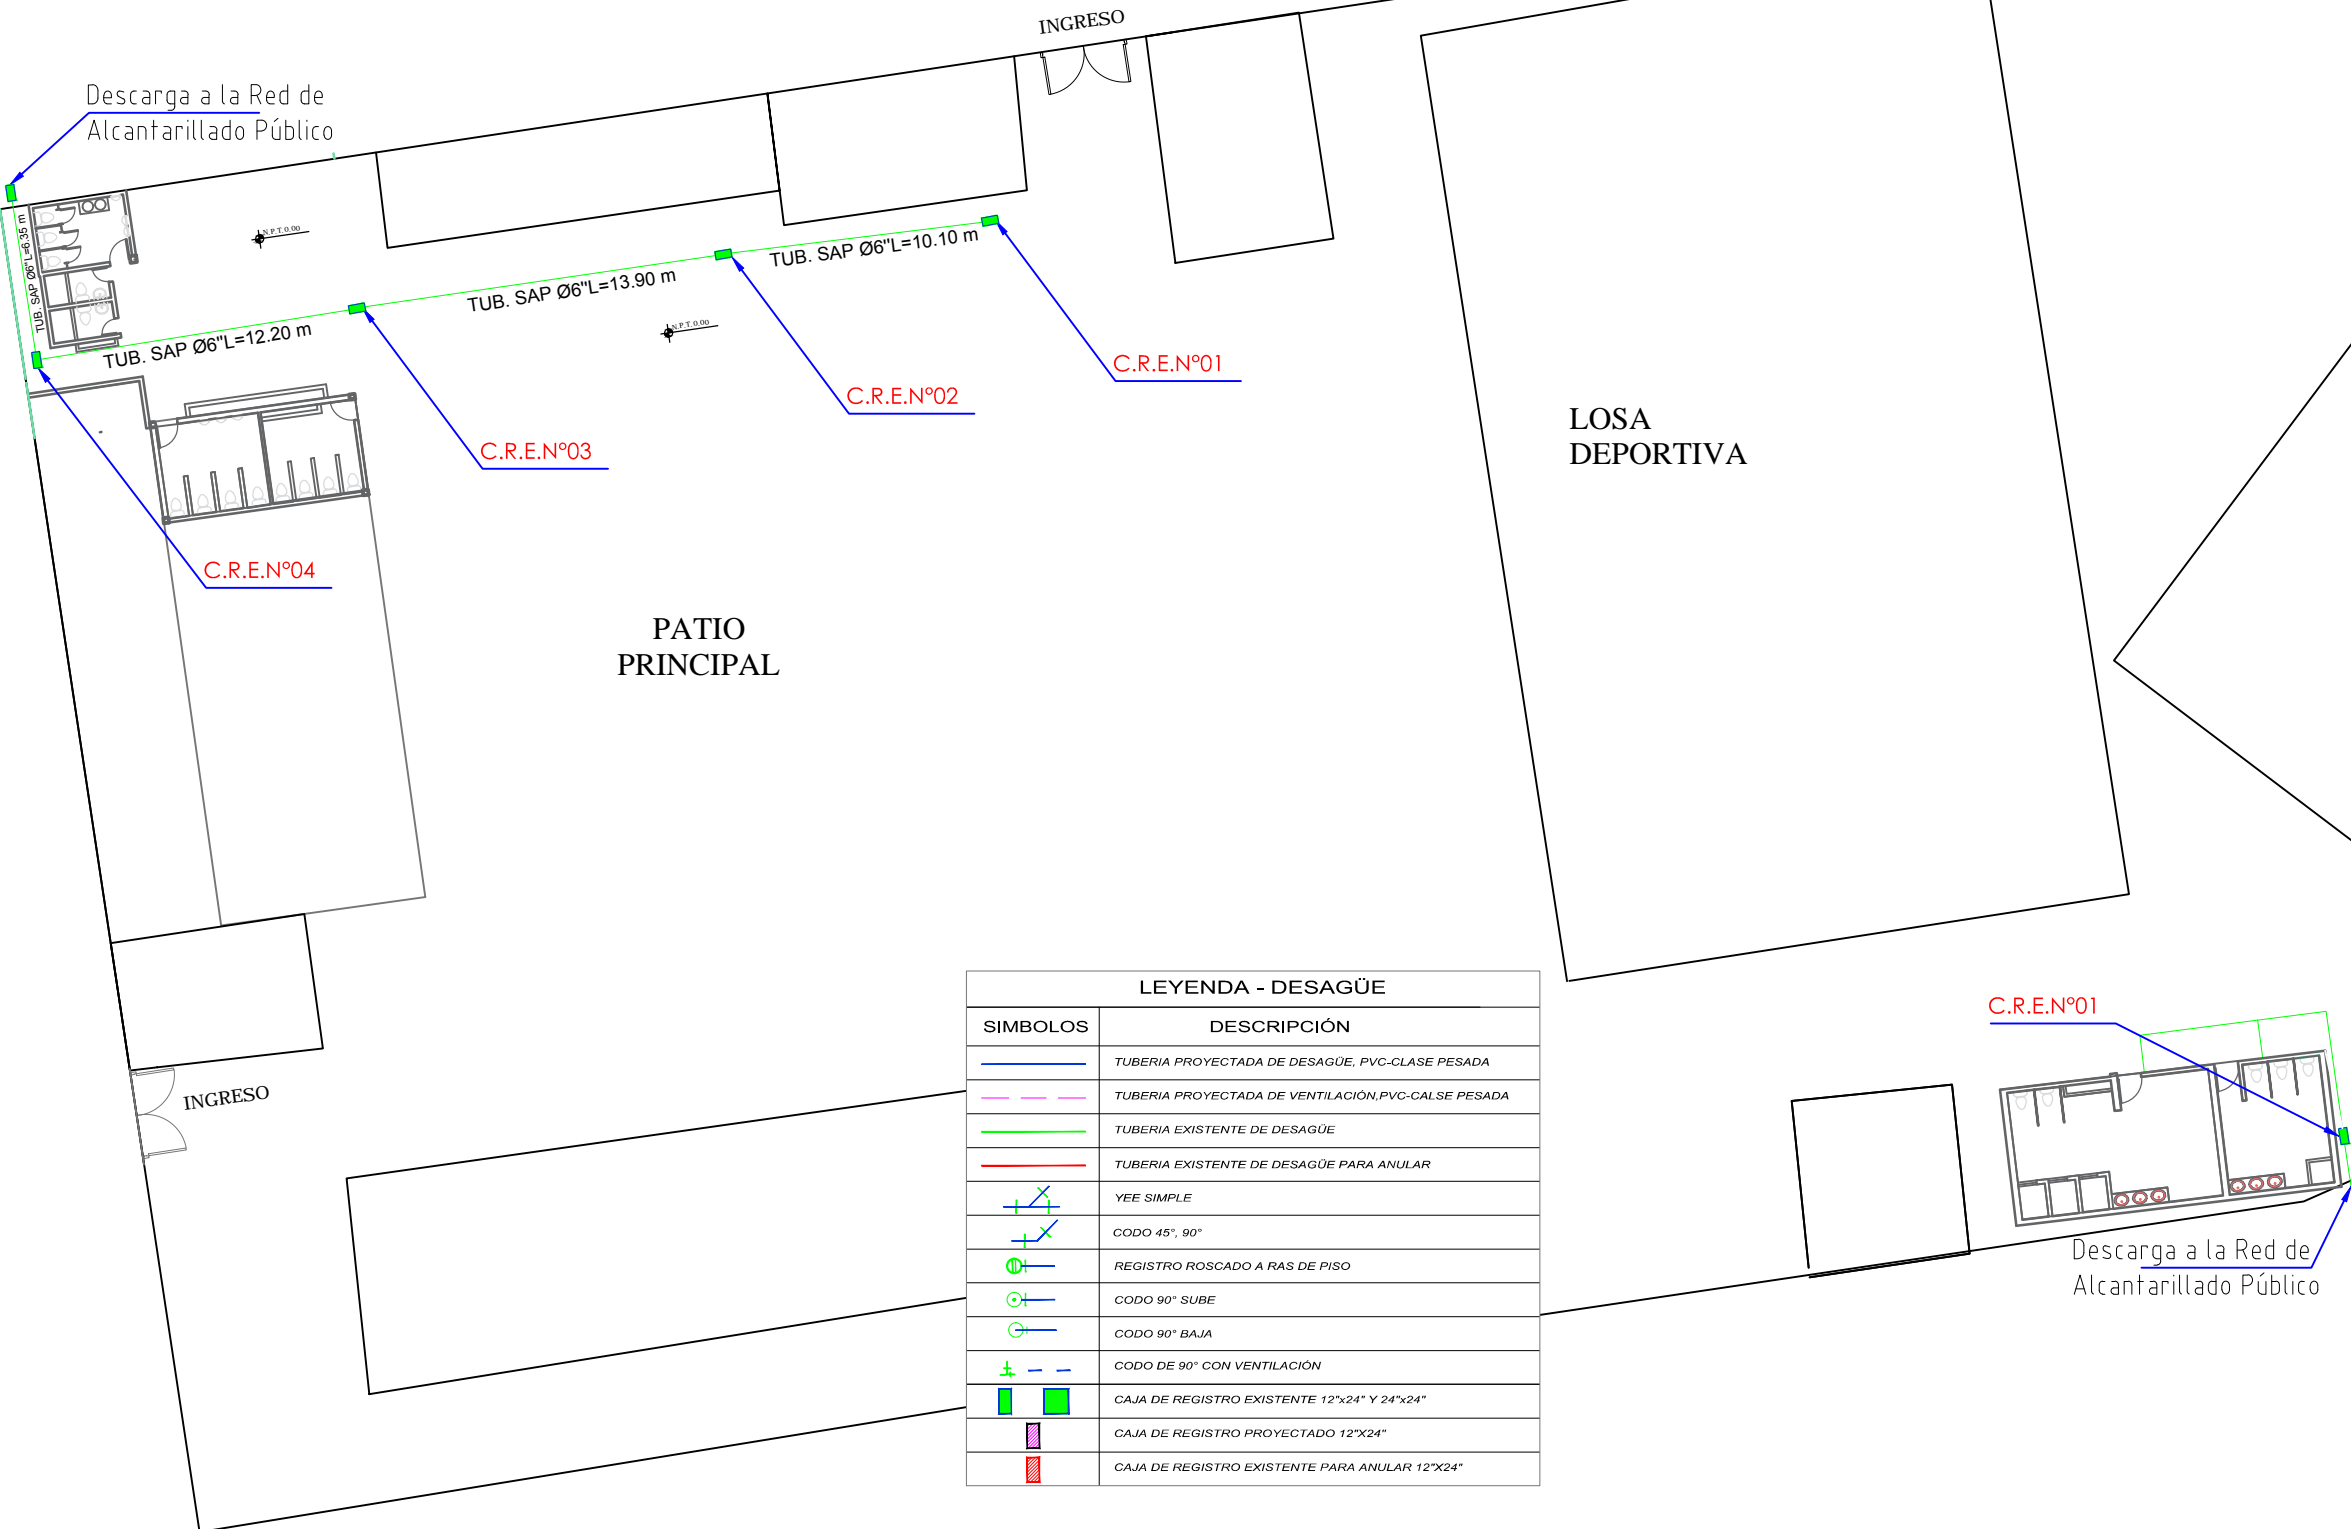 INGRESO
Descarga a la Red de
Alcantarillado Público
N.P.T. 0.00
TUB. SAP Ø6"L=6.35 m
TUB. SAP Ø6"L=12.20 m
TUB. SAP Ø6"L=13.90 m
TUB. SAP Ø6"L=10.10 m
N.P.T. 0.00
C.R.E.N°01
C.R.E.N°02
C.R.E.N°03
C.R.E.N°04
LOSA
DEPORTIVA
PATIO
PRINCIPAL
INGRESO
LEYENDA - DESAGÜE
SIMBOLOS DESCRIPCIÓN
TUBERIA PROYECTADA DE DESAGÜE, PVC-CLASE PESADA
TUBERIA PROYECTADA DE VENTILACIÓN,PVC-CALSE PESADA
TUBERIA EXISTENTE DE DESAGÜE
TUBERIA EXISTENTE DE DESAGÜE PARA ANULAR
YEE SIMPLE
CODO 45°, 90°
REGISTRO ROSCADO A RAS DE PISO
CODO 90° SUBE
CODO 90° BAJA
CODO DE 90° CON VENTILACIÓN
CAJA DE REGISTRO EXISTENTE 12"x24" Y 24"x24"
CAJA DE REGISTRO PROYECTADO 12"X24"
CAJA DE REGISTRO EXISTENTE PARA ANULAR 12"X24"
C.R.E.N°01
Descarga a la Red de
Alcantarillado Público